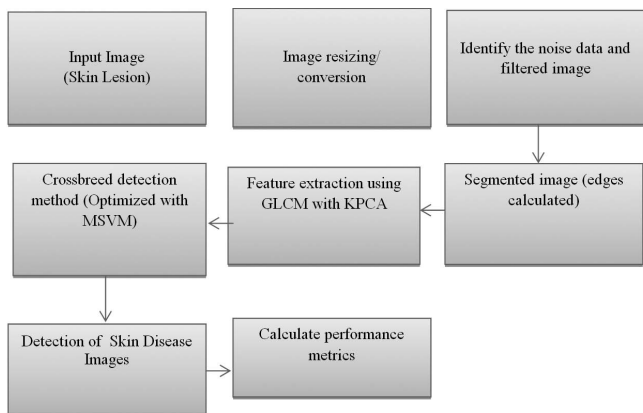 Input Image
(Skin Lesion)
Image resizing/
conversion
Identify the noise data and
filtered image
Segmented image (edges
calculated)
Feature extraction using
GLCM with KPCA
Crossbreed detection
method (Optimized with
MSVM)
Detection of Skin Disease
Images
Calculate performance
metrics